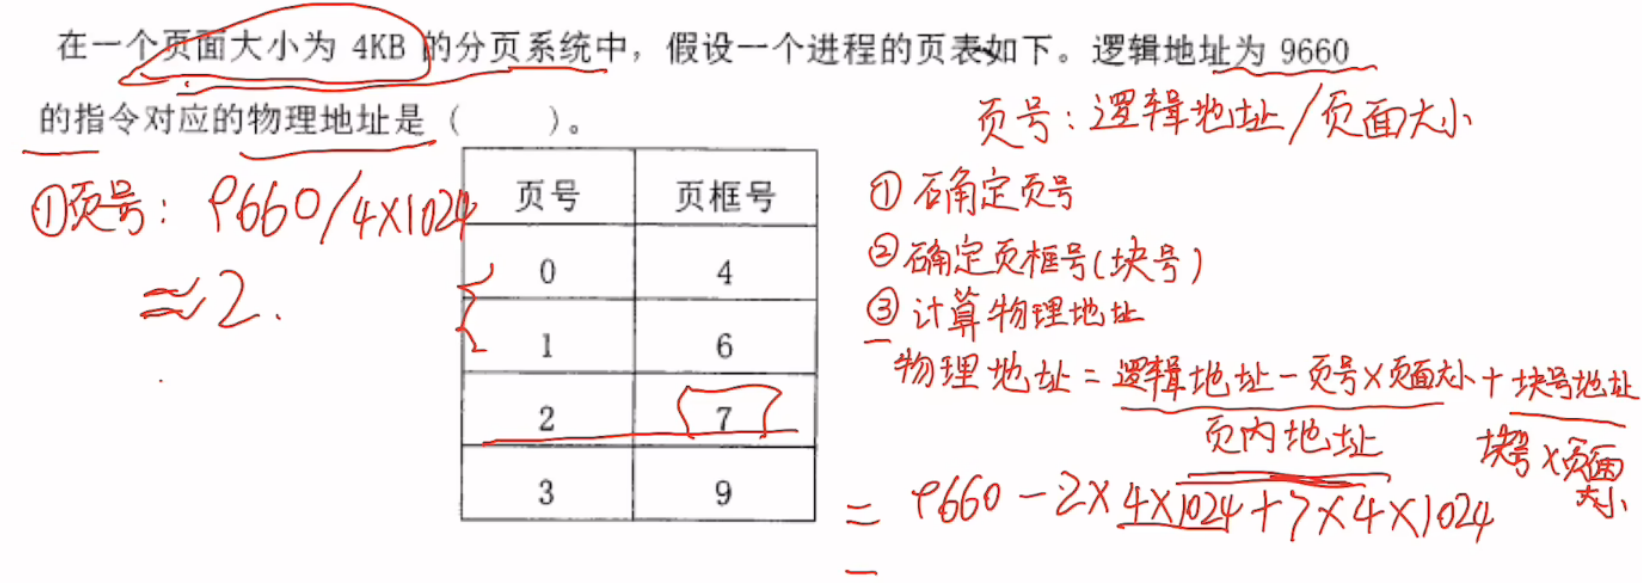 在一个页面大小为 4KB 的分页系统中，假设一个进程的页表如下。逻辑地址为 9660
的指令对应的物理地址是（　　）。
页号：逻辑地址/页面大小
①页号：9660/4×1024
≈2.
页号 页框号
0 4
1 6
2 7
3 9
①确定页号
②确定页框号(块号)
③计算物理地址
物理地址=逻辑地址-页号×页面大小+块号地址
页内地址
块号×页面
大小
=9660-2×4×1024+7×4×1024
=